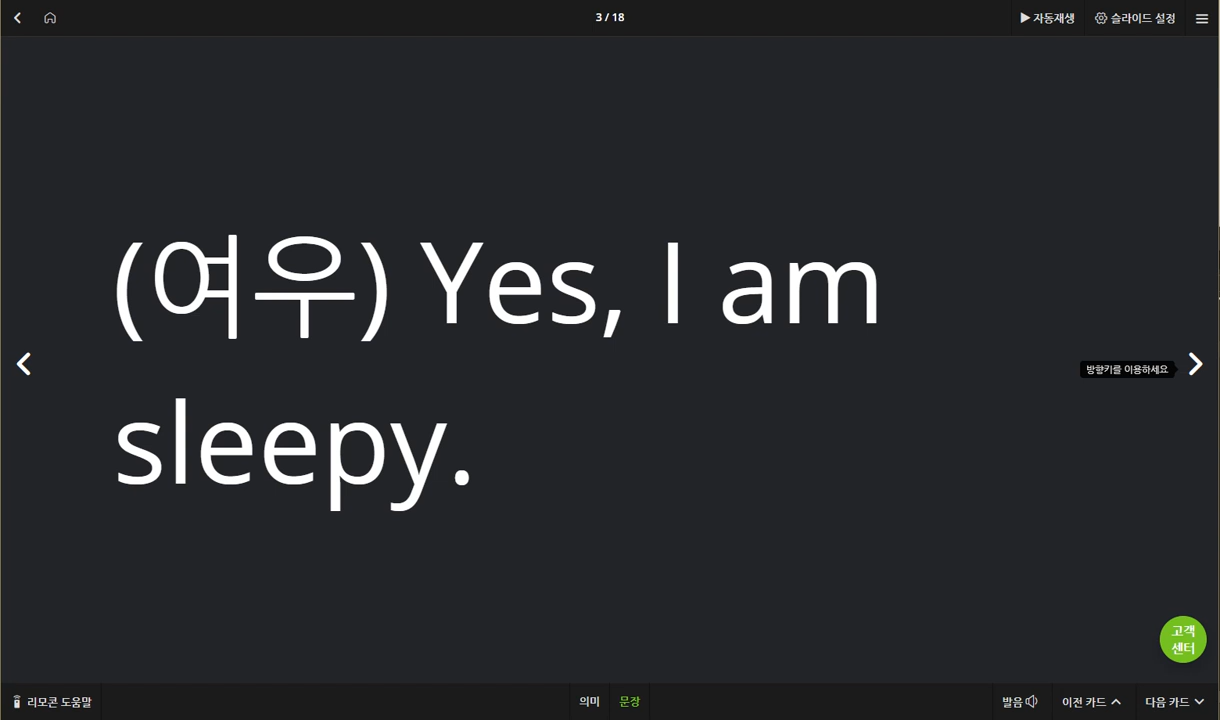 3 / 18
자동재생
슬라이드 설정
(여우) Yes, I am
sleepy.
방향키를 이용하세요
고객
센터
리모콘 도움말
의미
문장
발음
이전 카드
다음 카드